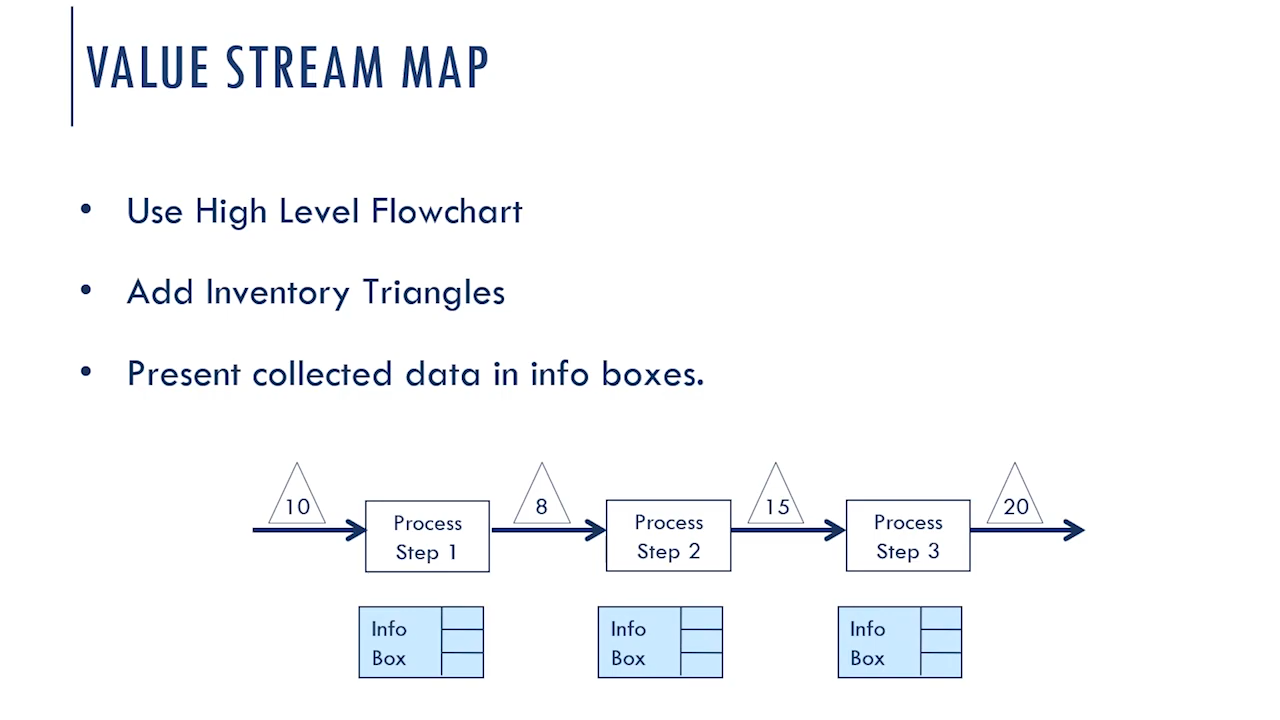 VALUE STREAM MAP
• Use High Level Flowchart
• Add Inventory Triangles
• Present collected data in info boxes.
10
8
15
20
Process
Step 1
Process
Step 2
Process
Step 3
Info
Box
Info
Box
Info
Box